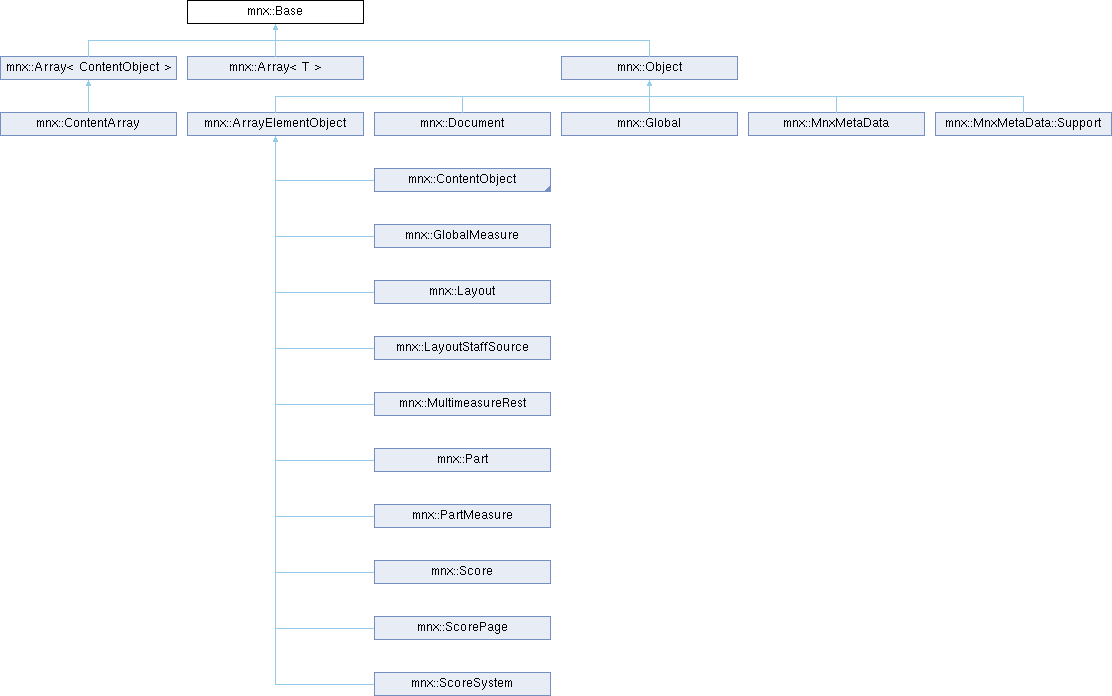 mnx::Base
mnx::Array< ContentObject >
mnx::Array< T >
mnx::Object
mnx::ContentArray
mnx::ArrayElementObject
mnx::Document
mnx::Global
mnx::MnxMetaData
mnx::MnxMetaData::Support
mnx::ContentObject
mnx::GlobalMeasure
mnx::Layout
mnx::LayoutStaffSource
mnx::MultimeasureRest
mnx::Part
mnx::PartMeasure
mnx::Score
mnx::ScorePage
mnx::ScoreSystem